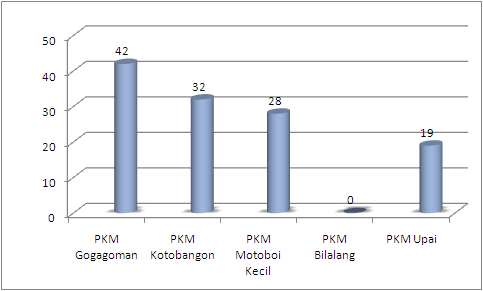 50
40
30
20
10
0
42
32
28
0
19
PKM Gogagoman
PKM Kotobangon
PKM Motoboi Kecil
PKM Bilalang
PKM Upai